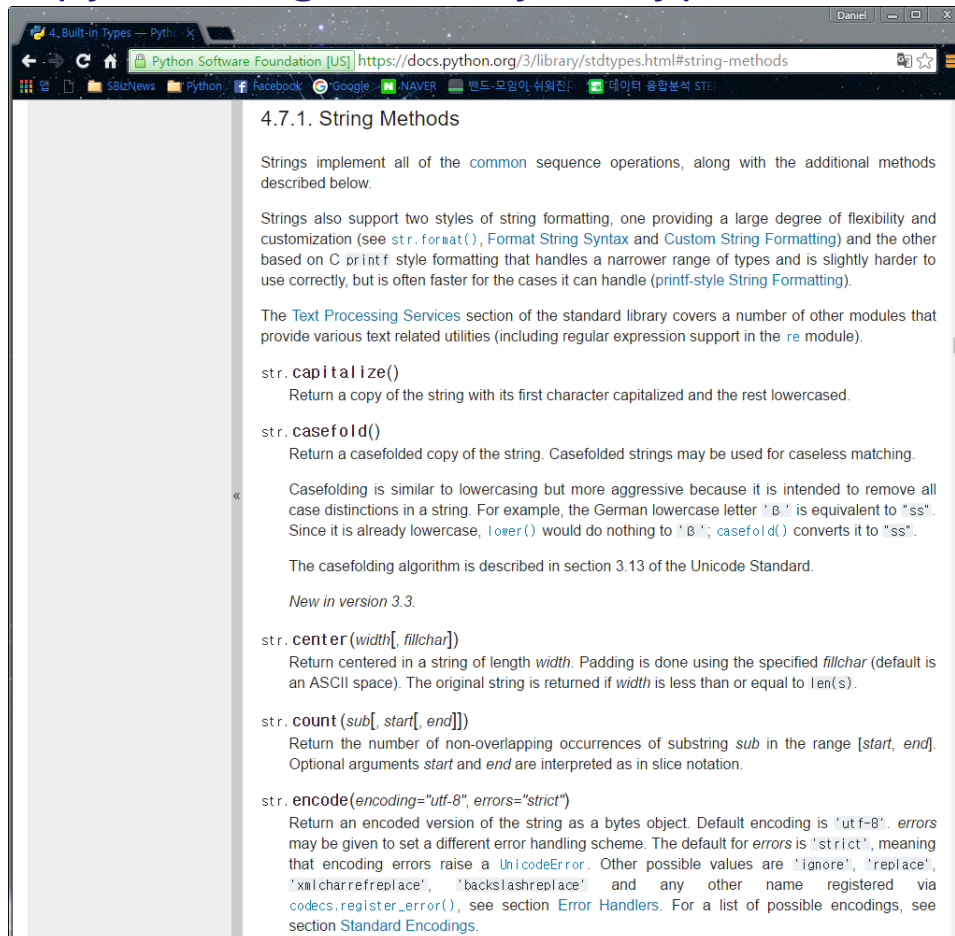 Daniel
4. Built-in Types — Pytho
Python Software Foundation [US] https://docs.python.org/3/library/stdtypes.html#string-methods
앱 SBizNews Python Facebook Google NAVER 밴드-모임이 쉬워진 데이터 융합분석 STE
4.7.1. String Methods
Strings implement all of the common sequence operations, along with the additional methods
described below.
Strings also support two styles of string formatting, one providing a large degree of flexibility and
customization (see str.format(), Format String Syntax and Custom String Formatting) and the other
based on C printf style formatting that handles a narrower range of types and is slightly harder to
use correctly, but is often faster for the cases it can handle (printf-style String Formatting).
The Text Processing Services section of the standard library covers a number of other modules that
provide various text related utilities (including regular expression support in the re module).
str.capitalize()
Return a copy of the string with its first character capitalized and the rest lowercased.
str.casefold()
Return a casefolded copy of the string. Casefolded strings may be used for caseless matching.
«
Casefolding is similar to lowercasing but more aggressive because it is intended to remove all
case distinctions in a string. For example, the German lowercase letter 'ß' is equivalent to "ss".
Since it is already lowercase, lower() would do nothing to 'ß'; casefold() converts it to "ss".
The casefolding algorithm is described in section 3.13 of the Unicode Standard.
New in version 3.3.
str.center(width[, fillchar])
Return centered in a string of length width. Padding is done using the specified fillchar (default is
an ASCII space). The original string is returned if width is less than or equal to len(s).
str.count(sub[, start[, end]])
Return the number of non-overlapping occurrences of substring sub in the range [start, end].
Optional arguments start and end are interpreted as in slice notation.
str.encode(encoding="utf-8", errors="strict")
Return an encoded version of the string as a bytes object. Default encoding is 'utf-8'. errors
may be given to set a different error handling scheme. The default for errors is 'strict', meaning
that encoding errors raise a UnicodeError. Other possible values are 'ignore', 'replace',
'xmlcharrefreplace', 'backslashreplace' and any other name registered via
codecs.register_error(), see section Error Handlers. For a list of possible encodings, see
section Standard Encodings.